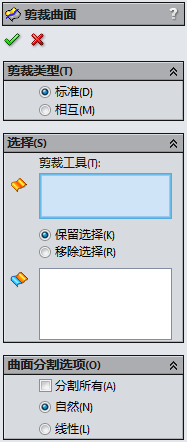 剪裁曲面
?
剪裁类型(T)
标准(D)
相互(M)
选择(S)
剪裁工具(T):
保留选择(K)
移除选择(R)
曲面分割选项(O)
分割所有(A)
自然(N)
线性(L)